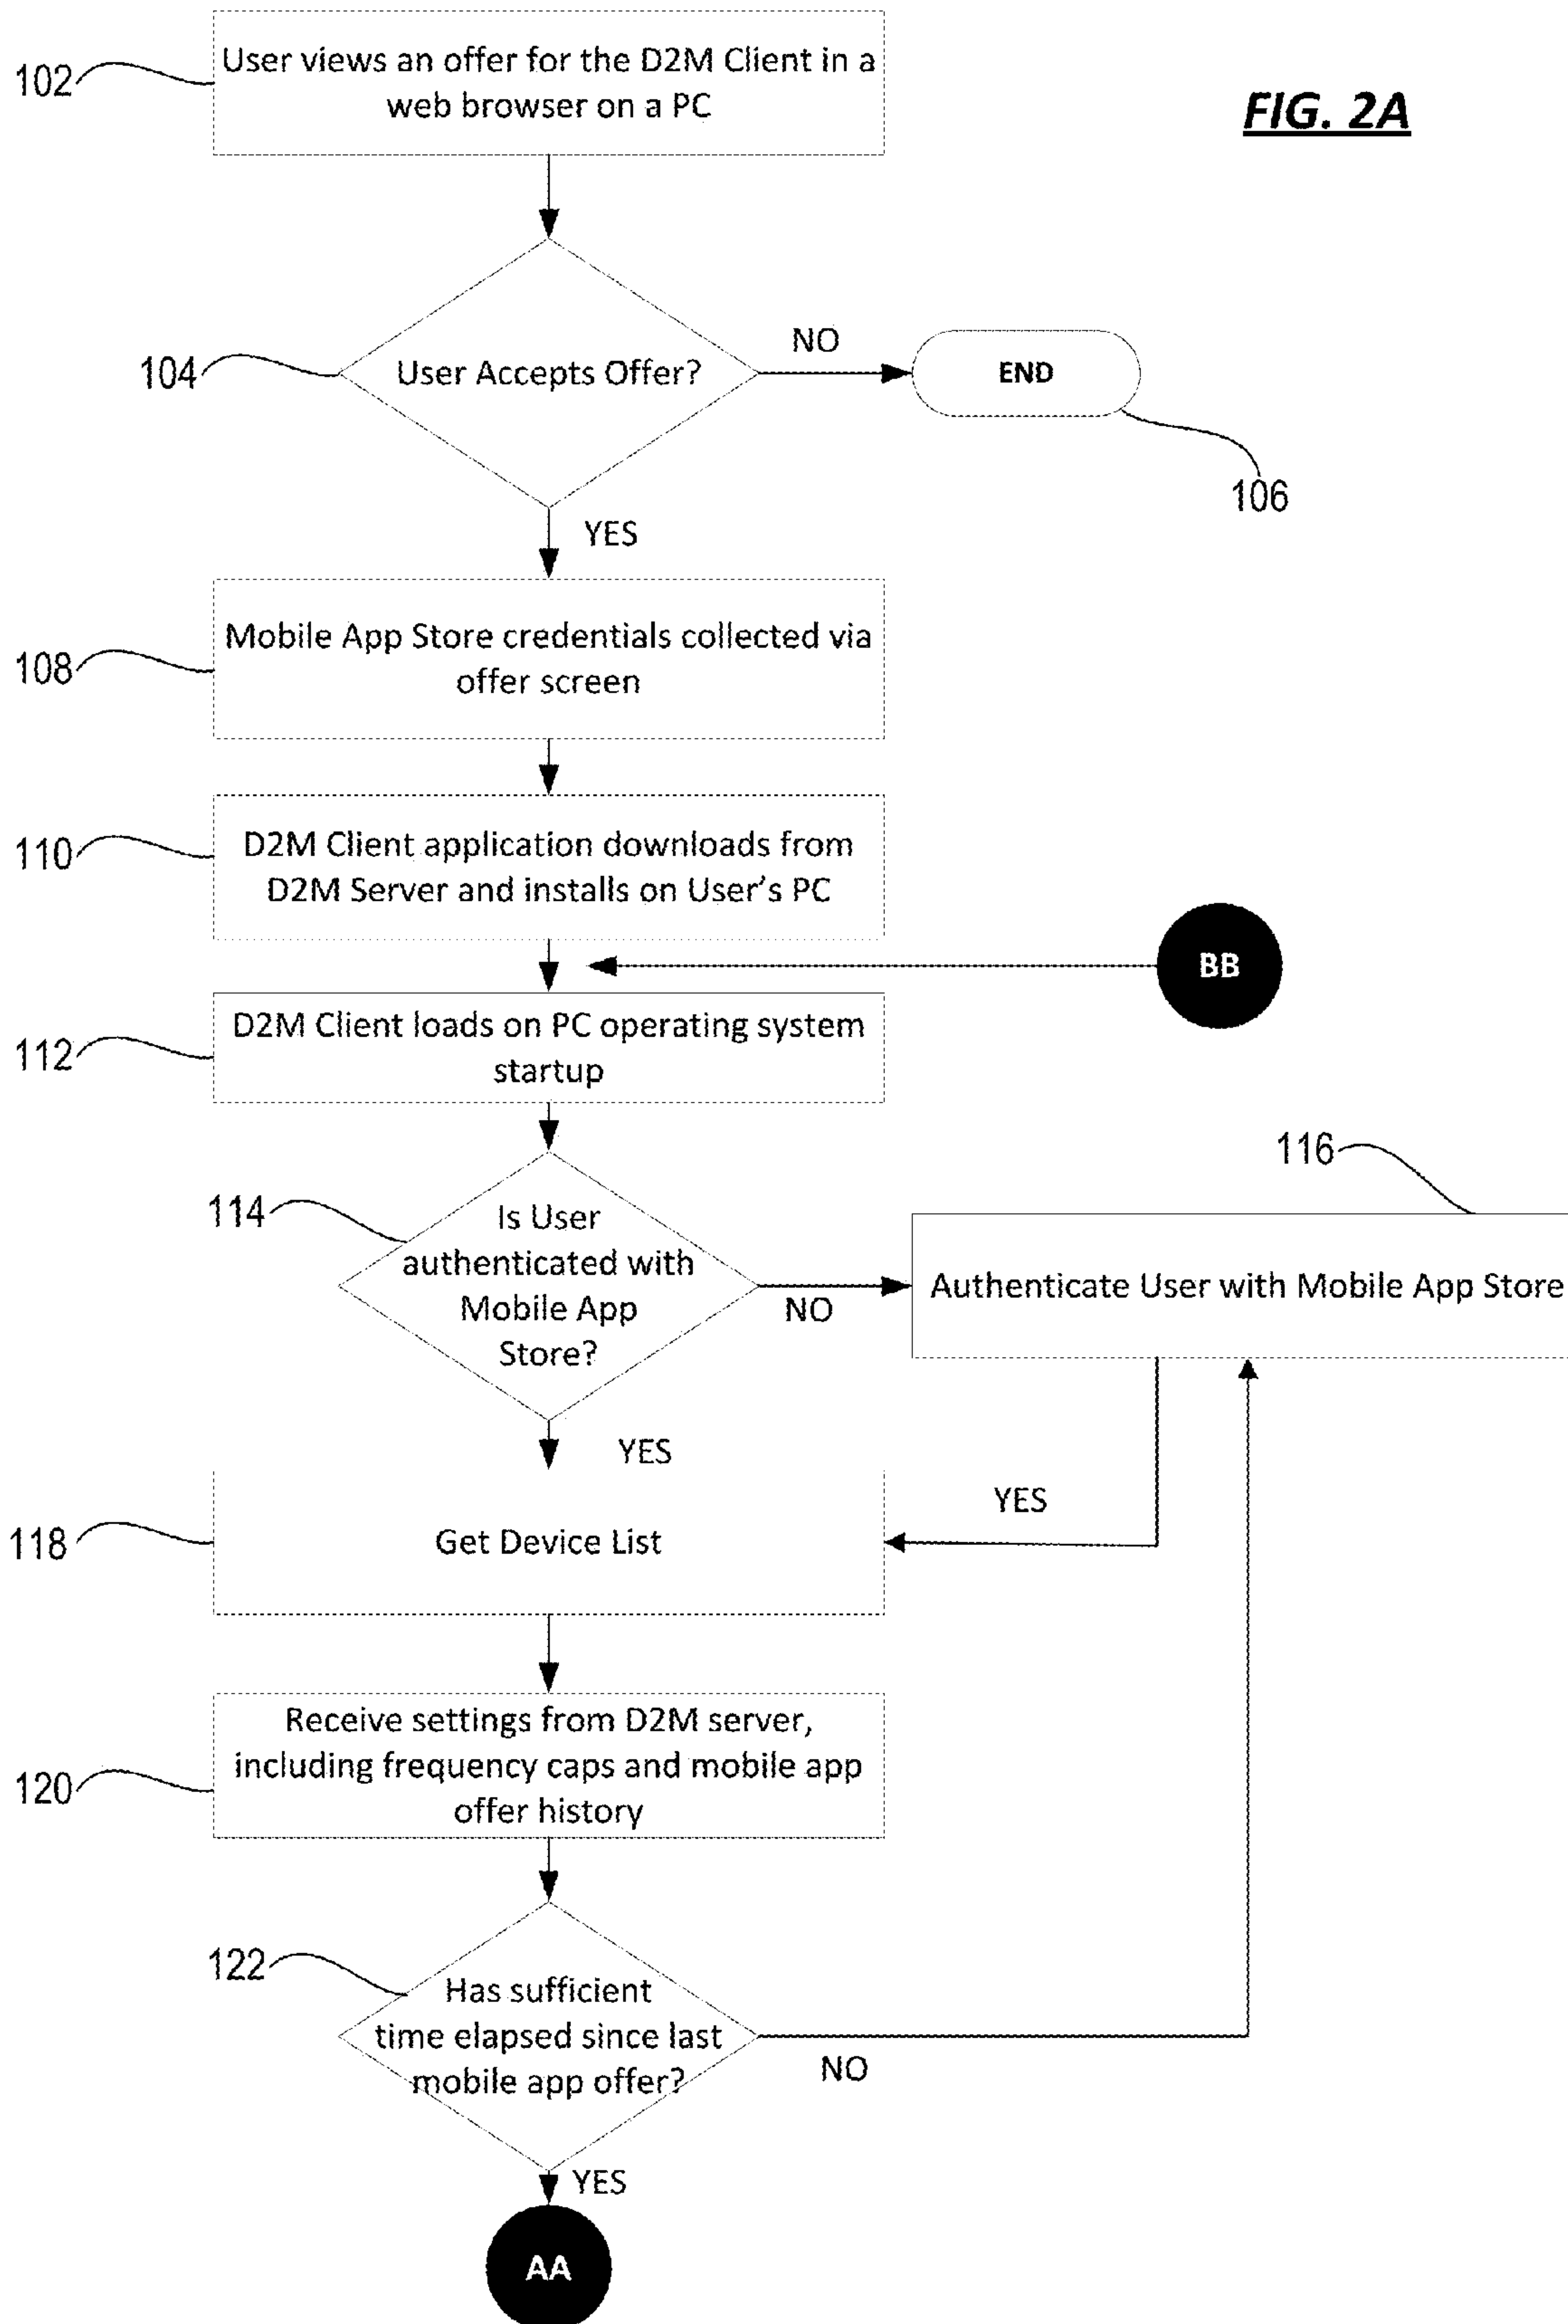 FIG. 2A
102
User views an offer for the D2M Client in a
web browser on a PC
104
User Accepts Offer?
NO
END
106
YES
108
Mobile App Store credentials collected via
offer screen
110
D2M Client application downloads from
D2M Server and installs on User's PC
BB
112
D2M Client loads on PC operating system
startup
114
Is User
authenticated with
Mobile App
Store?
NO
116
Authenticate User with Mobile App Store
YES
YES
118
Get Device List
120
Receive settings from D2M server,
including frequency caps and mobile app
offer history
122
Has sufficient
time elapsed since last
mobile app offer?
NO
YES
AA